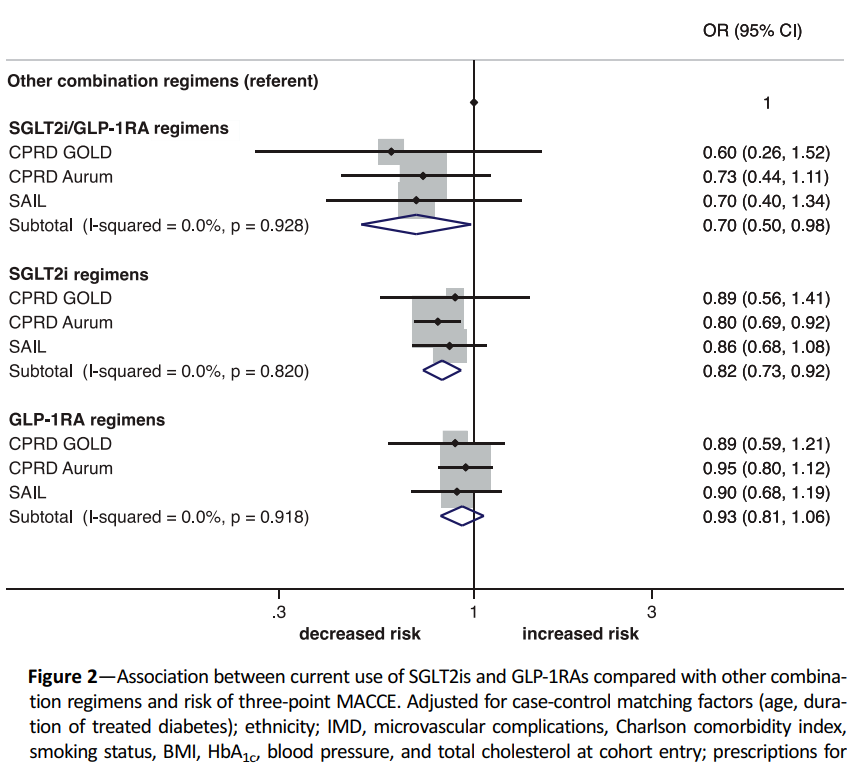 OR (95% CI)
Other combination regimens (referent)
1
SGLT2i/GLP-1RA regimens
CPRD GOLD 0.60 (0.26, 1.52)
CPRD Aurum 0.73 (0.44, 1.11)
SAIL 0.70 (0.40, 1.34)
Subtotal (I-squared = 0.0%, p = 0.928) 0.70 (0.50, 0.98)
SGLT2i regimens
CPRD GOLD 0.89 (0.56, 1.41)
CPRD Aurum 0.80 (0.69, 0.92)
SAIL 0.86 (0.68, 1.08)
Subtotal (I-squared = 0.0%, p = 0.820) 0.82 (0.73, 0.92)
GLP-1RA regimens
CPRD GOLD 0.89 (0.59, 1.21)
CPRD Aurum 0.95 (0.80, 1.12)
SAIL 0.90 (0.68, 1.19)
Subtotal (I-squared = 0.0%, p = 0.918) 0.93 (0.81, 1.06)
.3 1 3
decreased risk increased risk
Figure 2—Association between current use of SGLT2is and GLP-1RAs compared with other combina-
tion regimens and risk of three-point MACCE. Adjusted for case-control matching factors (age, dura-
tion of treated diabetes); ethnicity; IMD, microvascular complications, Charlson comorbidity index,
smoking status, BMI, HbA1c, blood pressure, and total cholesterol at cohort entry; prescriptions for